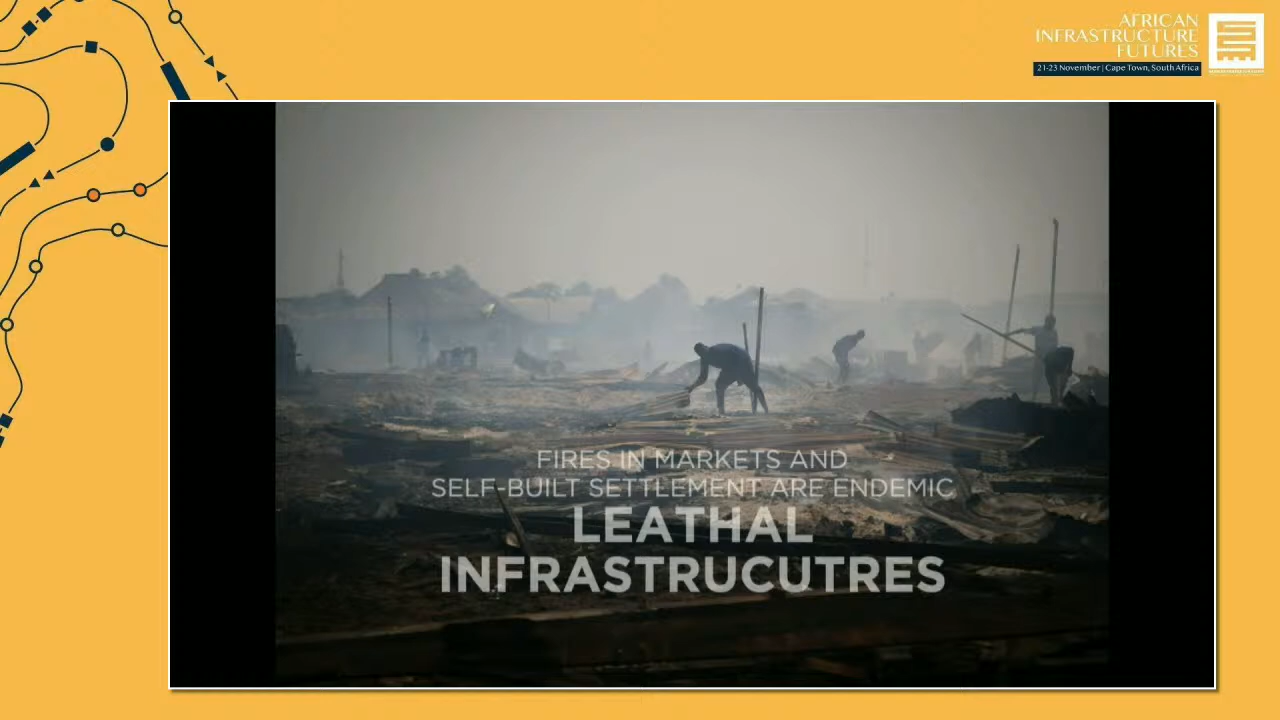 AFRICAN
INFRASTRUCTURE
FUTURES
21-23 November | Cape Town, South Africa
FIRES IN MARKETS AND
SELF-BUILT SETTLEMENT ARE ENDEMIC
LEATHAL
INFRASTRUCUTRES